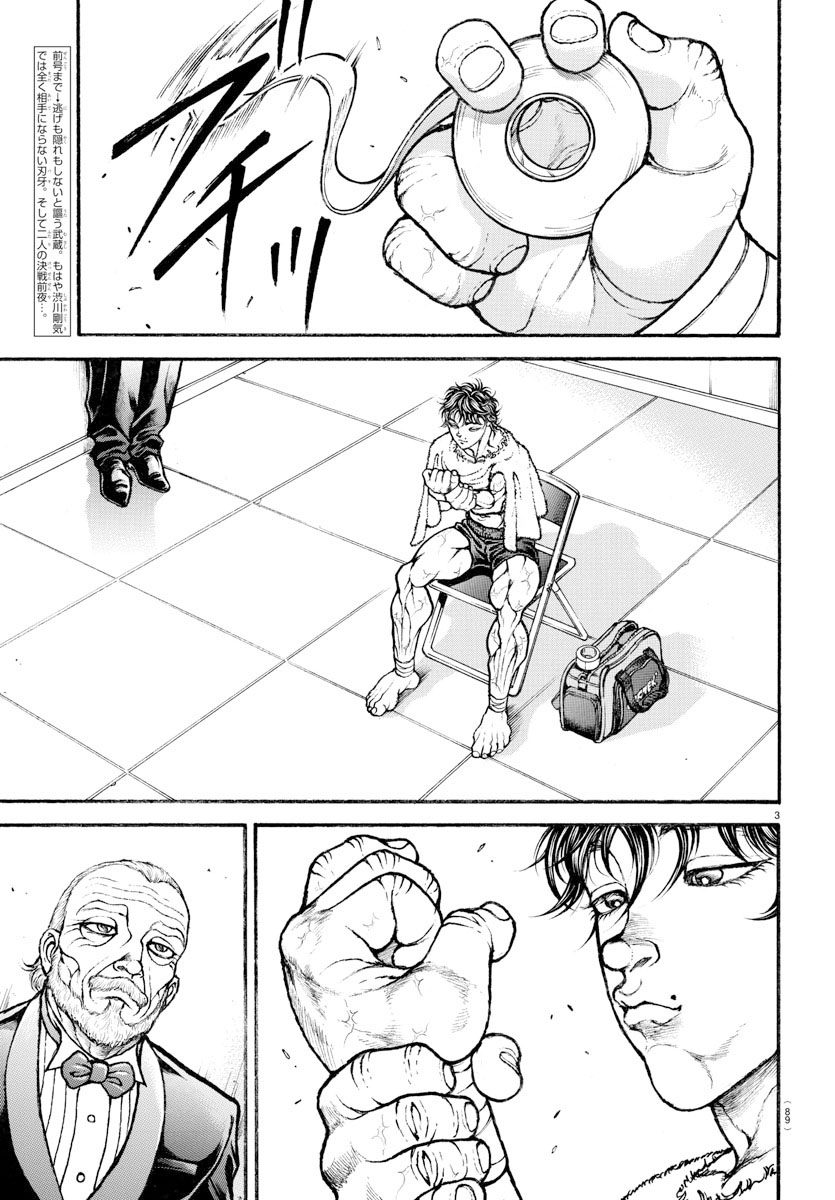 ビチッ
前号まで→逃げも隠れもしないと謳う武蔵。もはや渋川剛気
では全く相手にならない刃牙。そして二人の決戦前夜…。
3
(89)